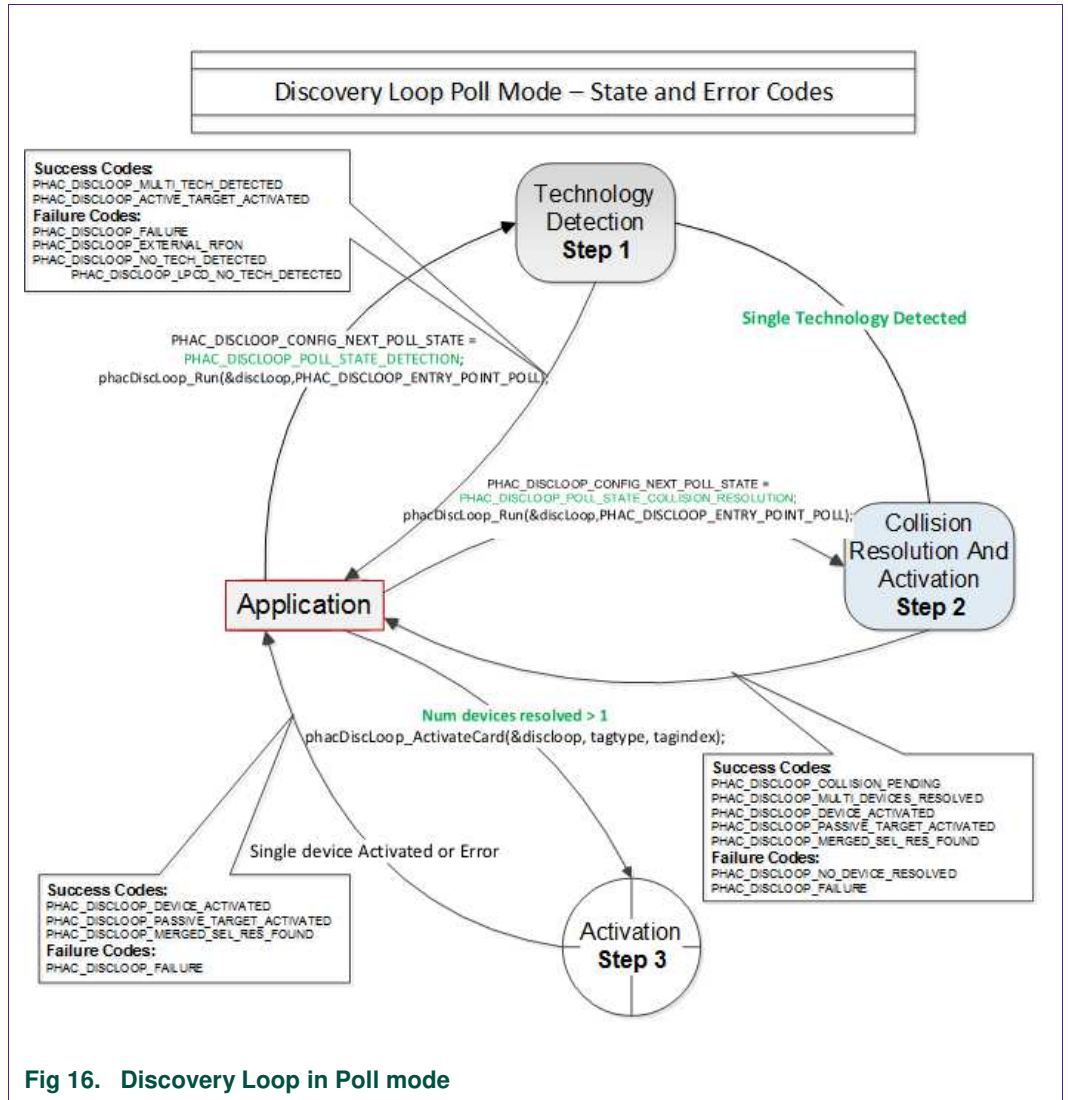 Discovery Loop Poll Mode – State and Error Codes
Success Codes:
PHAC_DISCLOOP_MULTI_TECH_DETECTED
PHAC_DISCLOOP_ACTIVE_TARGET_ACTIVATED
Failure Codes:
PHAC_DISCLOOP_FAILURE
PHAC_DISCLOOP_EXTERNAL_RFON
PHAC_DISCLOOP_NO_TECH_DETECTED
PHAC_DISCLOOP_LPCD_NO_TECH_DETECTED
Technology
Detection
Step 1
Single Technology Detected
PHAC_DISCLOOP_CONFIG_NEXT_POLL_STATE =
PHAC_DISCLOOP_POLL_STATE_DETECTION;
phacDiscLoop_Run(&discLoop,PHAC_DISCLOOP_ENTRY_POINT_POLL);
PHAC_DISCLOOP_CONFIG_NEXT_POLL_STATE =
PHAC_DISCLOOP_POLL_STATE_COLLISION_RESOLUTION;
phacDiscLoop_Run(&discLoop,PHAC_DISCLOOP_ENTRY_POINT_POLL);
Collision
Resolution And
Activation
Step 2
Application
Num devices resolved > 1
phacDiscLoop_ActivateCard(&discloop, tagtype, tagindex);
Success Codes:
PHAC_DISCLOOP_COLLISION_PENDING
PHAC_DISCLOOP_MULTI_DEVICES_RESOLVED
PHAC_DISCLOOP_DEVICE_ACTIVATED
PHAC_DISCLOOP_PASSIVE_TARGET_ACTIVATED
PHAC_DISCLOOP_MERGED_SEL_RES_FOUND
Failure Codes:
PHAC_DISCLOOP_NO_DEVICE_RESOLVED
PHAC_DISCLOOP_FAILURE
Single device Activated or Error
Success Codes:
PHAC_DISCLOOP_DEVICE_ACTIVATED
PHAC_DISCLOOP_PASSIVE_TARGET_ACTIVATED
PHAC_DISCLOOP_MERGED_SEL_RES_FOUND
Failure Codes:
PHAC_DISCLOOP_FAILURE
Activation
Step 3
Fig 16. Discovery Loop in Poll mode